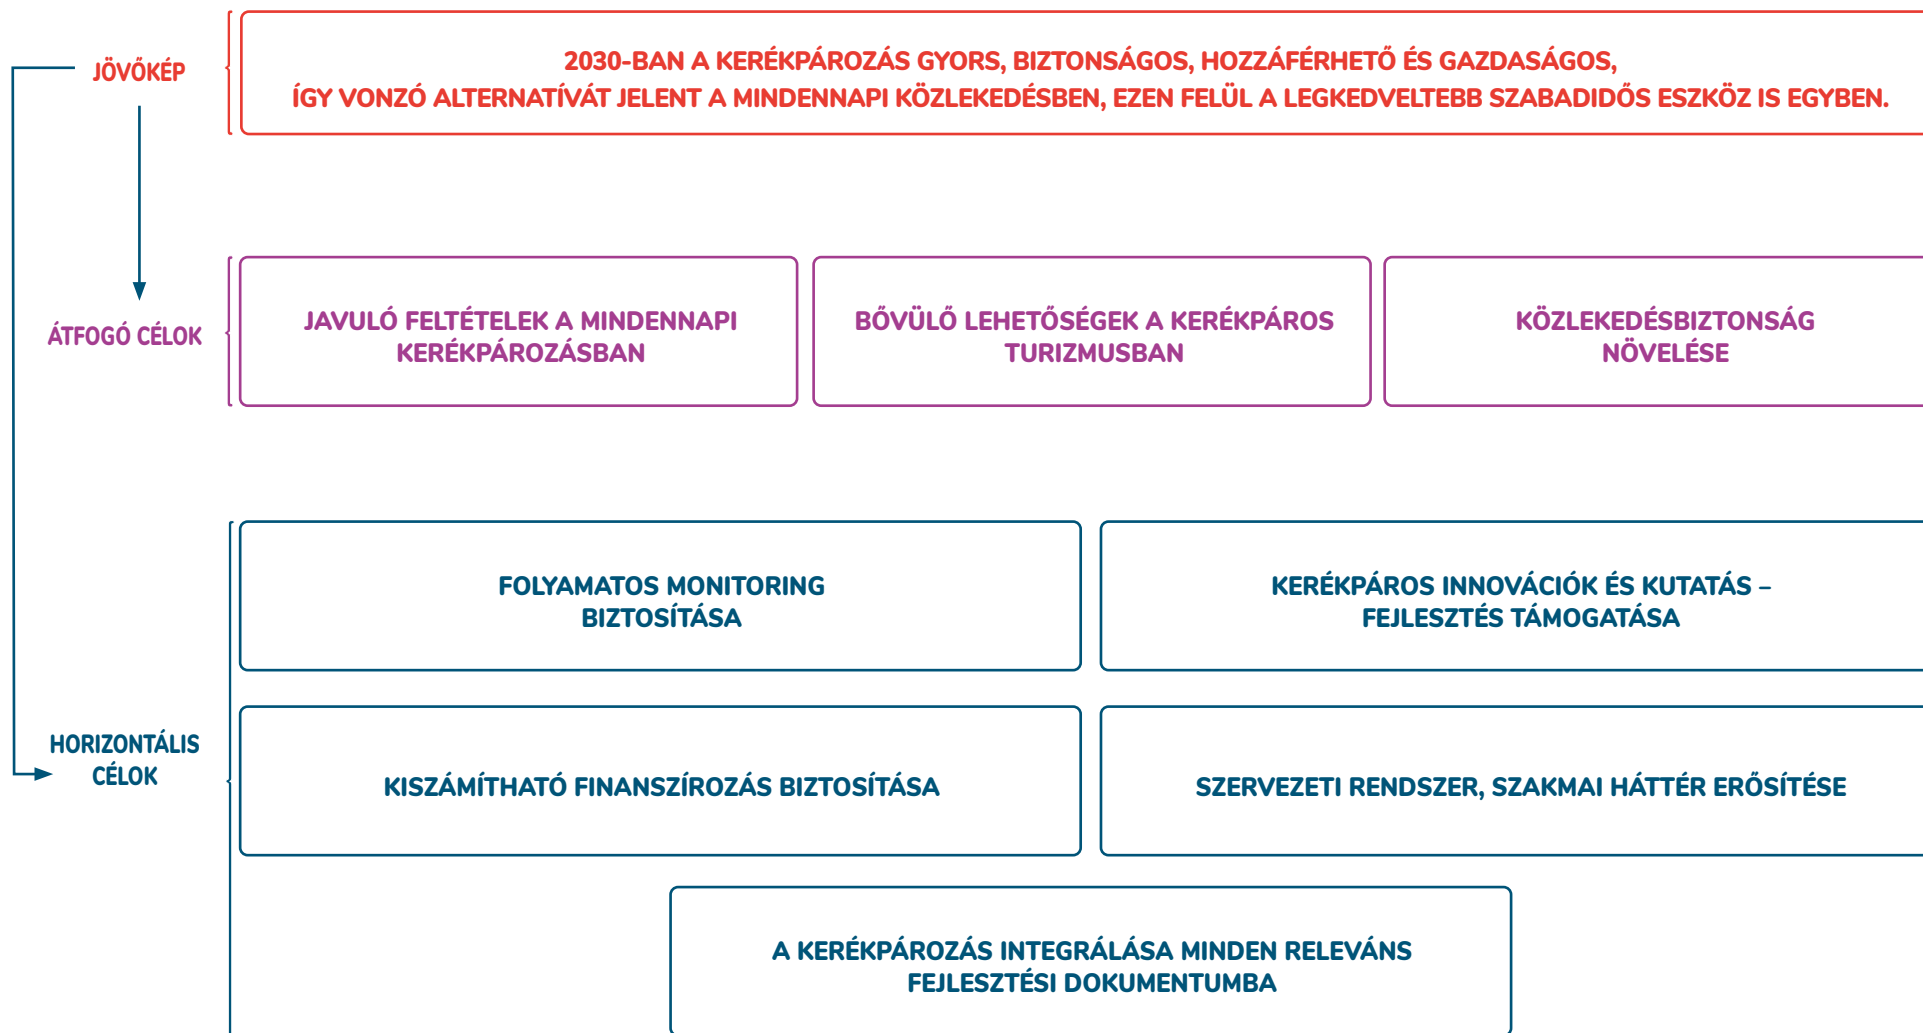 JÖVŐKÉP
2030-BAN A KERÉKPÁROZÁS GYORS, BIZTONSÁGOS, HOZZÁFÉRHETŐ ÉS GAZDASÁGOS,
ÍGY VONZÓ ALTERNATÍVÁT JELENT A MINDENNAPI KÖZLEKEDÉSBEN, EZEN FELÜL A LEGKEDVELTEBB SZABADIDŐS ESZKÖZ IS EGYBEN.
ÁTFOGÓ CÉLOK
JAVULÓ FELTÉTELEK A MINDENNAPI
KERÉKPÁROZÁSBAN
BŐVÜLŐ LEHETŐSÉGEK A KERÉKPÁROS
TURIZMUSBAN
KÖZLEKEDÉSBIZTONSÁG
NÖVELÉSE
HORIZONTÁLIS
CÉLOK
FOLYAMATOS MONITORING
BIZTOSÍTÁSA
KERÉKPÁROS INNOVÁCIÓK ÉS KUTATÁS –
FEJLESZTÉS TÁMOGATÁSA
KISZÁMÍTHATÓ FINANSZÍROZÁS BIZTOSÍTÁSA
SZERVEZETI RENDSZER, SZAKMAI HÁTTÉR ERŐSÍTÉSE
A KERÉKPÁROZÁS INTEGRÁLÁSA MINDEN RELEVÁNS
FEJLESZTÉSI DOKUMENTUMBA